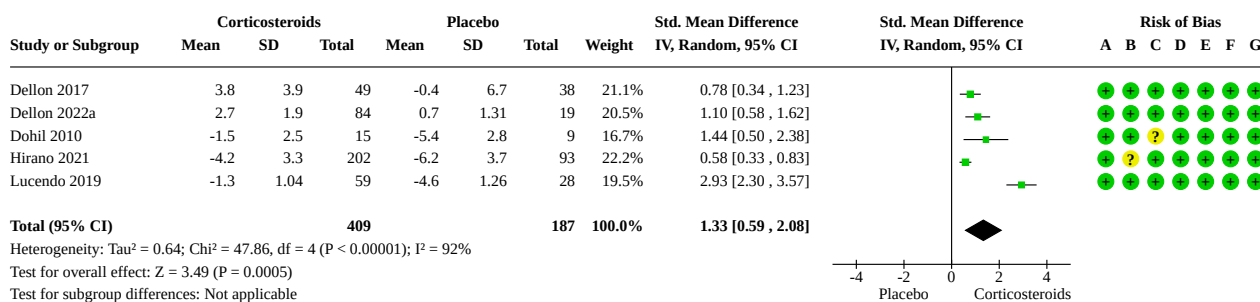 Corticosteroids Placebo Std. Mean Difference Std. Mean Difference Risk of Bias
Study or Subgroup Mean SD Total Mean SD Total Weight IV, Random, 95% CI IV, Random, 95% CI A B C D E F G
Dellon 2017 3.8 3.9 49 -0.4 6.7 38 21.1% 0.78 [0.34 , 1.23] + + + + + + +
Dellon 2022a 2.7 1.9 84 0.7 1.31 19 20.5% 1.10 [0.58 , 1.62] + + + + + + +
Dohil 2010 -1.5 2.5 15 -5.4 2.8 9 16.7% 1.44 [0.50 , 2.38] + + ? + + + +
Hirano 2021 -4.2 3.3 202 -6.2 3.7 93 22.2% 0.58 [0.33 , 0.83] + ? + + + + +
Lucendo 2019 -1.3 1.04 59 -4.6 1.26 28 19.5% 2.93 [2.30 , 3.57] + + + + + + +
Total (95% CI) 409 187 100.0% 1.33 [0.59 , 2.08]
Heterogeneity: Tau² = 0.64; Chi² = 47.86, df = 4 (P < 0.00001); I² = 92%
Test for overall effect: Z = 3.49 (P = 0.0005)
-4 -2 0 2 4
Test for subgroup differences: Not applicable Placebo Corticosteroids